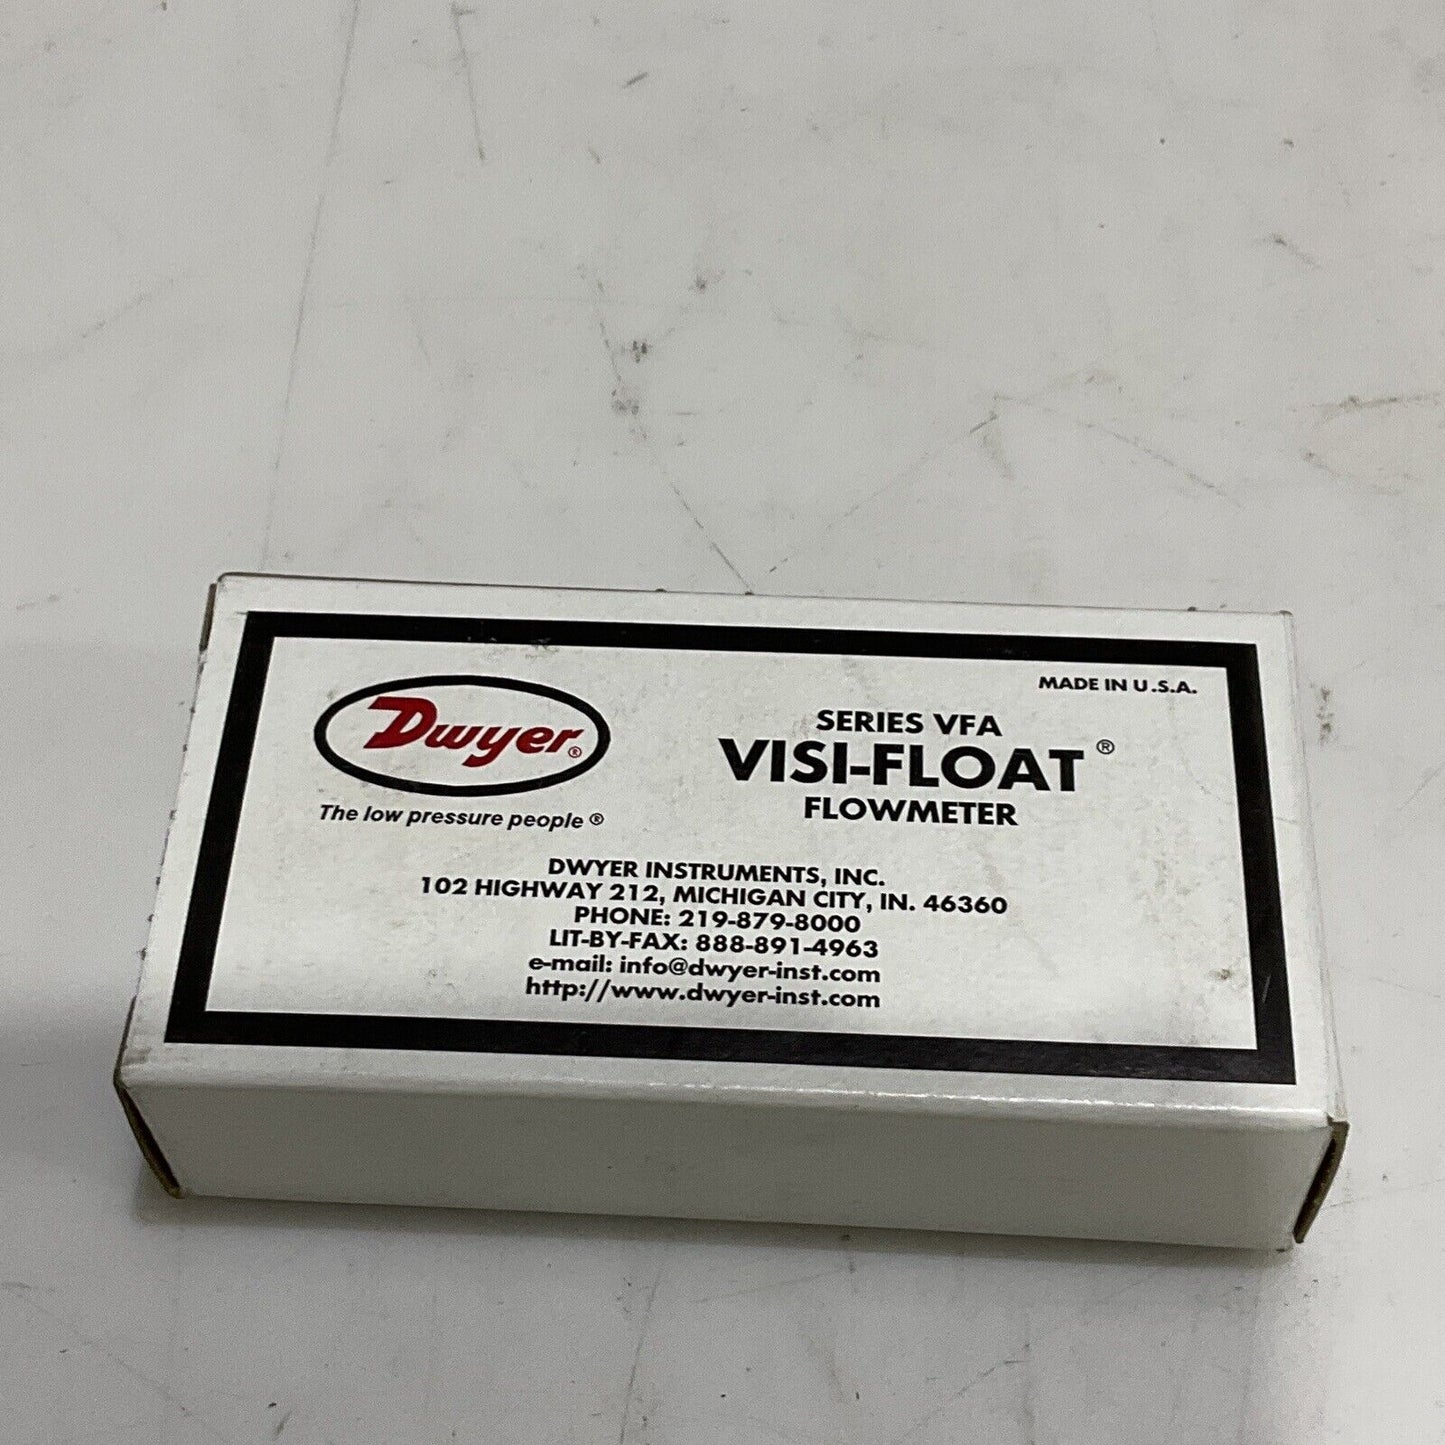 MADE IN U.S.A.
Dwyer®
The low pressure people®
SERIES VFA
VISI-FLOAT®
FLOWMETER
DWYER INSTRUMENTS, INC.
102 HIGHWAY 212, MICHIGAN CITY, IN. 46360
PHONE: 219-879-8000
LIT-BY-FAX: 888-891-4963
e-mail: info@dwyer-inst.com
http://www.dwyer-inst.com